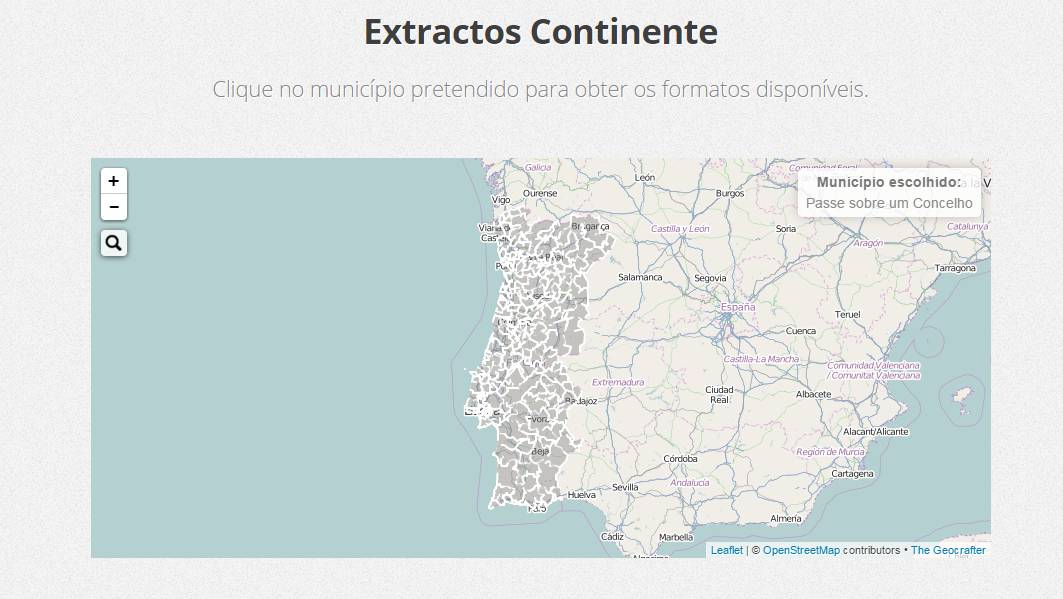 Extractos Continente
Clique no município pretendido para obter os formatos disponíveis.
+
−
Município escolhido:
Passe sobre um Concelho
Galicia
León
Burgos
Vigo
Ourense
Bragança
Castilla y León
Soria
Aragón
Catalunya
Salamanca
Segovia
Tarragona
España
Teruel
Cuenca
Castilla-La Mancha
Comunidad Valenciana
/ Comunitat Valenciana
Extremadura
Ciudad
Real
Albacete
Badajoz
Alacant/Alicante
Beja
Región de Murcia
Córdoba
Cartagena
Andalucía
Sevilla
Huelva
Faro
Almería
Cádiz
Marbella
Leaflet | © OpenStreetMap contributors • The Geocrafter